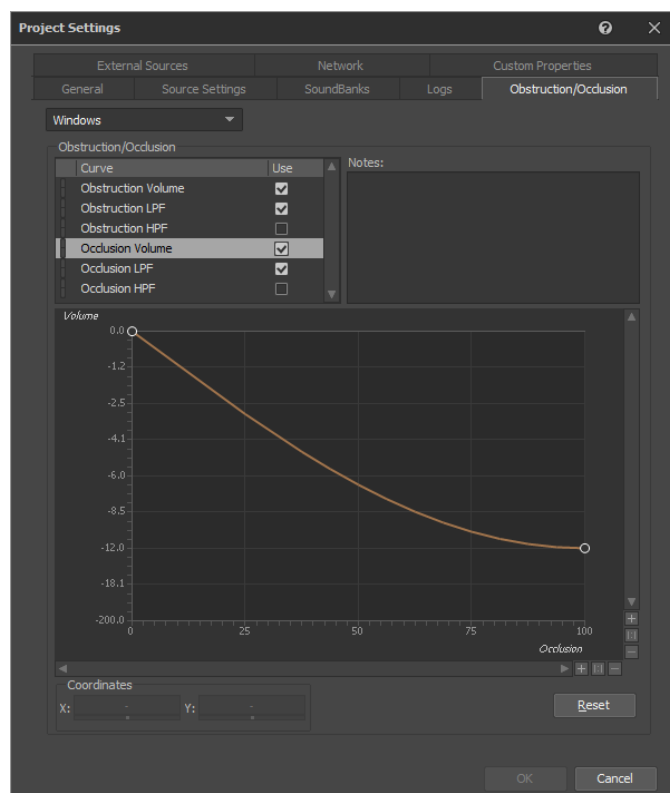 Project Settings
External Sources Network Custom Properties
General Source Settings SoundBanks Logs Obstruction/Occlusion
Windows
Obstruction/Occlusion
Curve Use
Notes:
Obstruction Volume
Obstruction LPF
Obstruction HPF
Occlusion Volume
Occlusion LPF
Occlusion HPF
Volume
0.0
-1.2
-2.5
-4.1
-6.0
-8.5
-12.0
-18.1
-200.0
0 25 50 75 100
Occlusion
Coordinates
X: - Y: -
Reset
OK Cancel